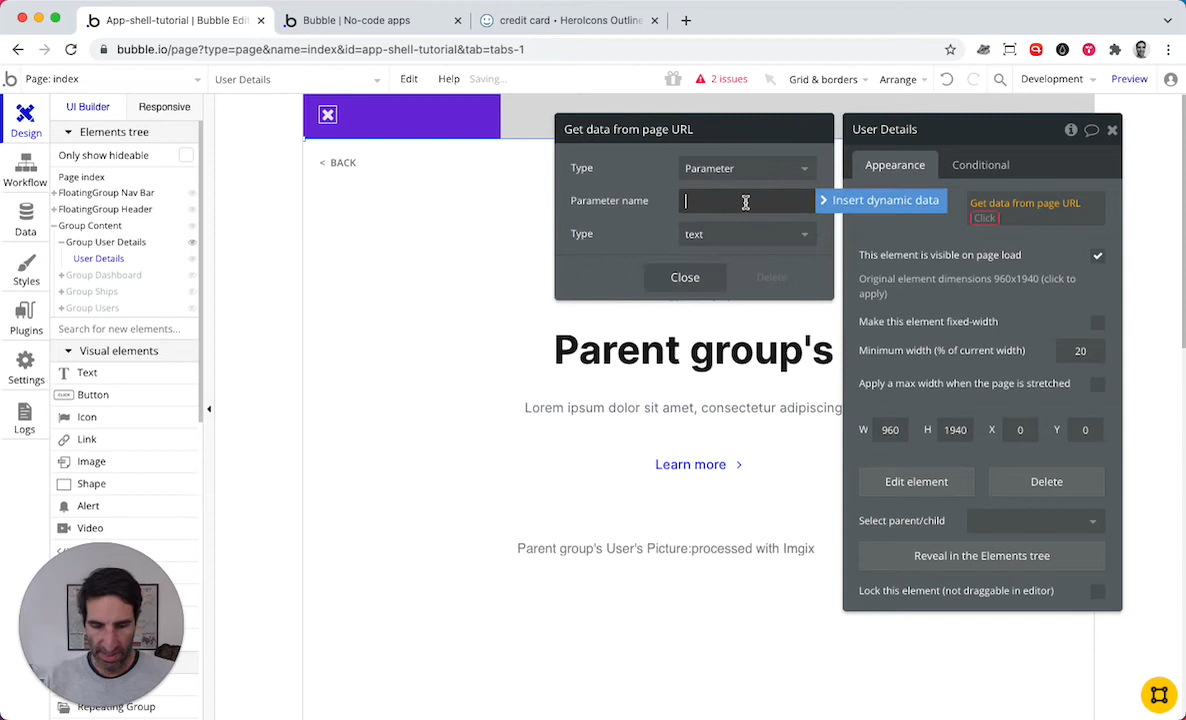 App-shell-tutorial | Bubble Edi
Bubble | No-code apps
credit card · HeroIcons Outline
bubble.io/page?type=page&name=index&id=app-shell-tutorial&tab=tabs-1
Page: index
User Details
Edit
Help
Saving...
2 issues
Grid & borders
Arrange
Development
Preview
Design
Workflow
Data
Styles
Plugins
Settings
Logs
UI Builder
Responsive
Elements tree
Only show hideable
Page index
FloatingGroup Nav Bar
FloatingGroup Header
Group Content
Group User Details
User Details
Group Dashboard
Group Ships
Group Users
Search for new elements...
Visual elements
Text
CLICK
Button
Icon
Link
Image
Shape
Alert
Video
Repeating Group
< BACK
Parent group's
Lorem ipsum dolor sit amet, consectetur adipiscing
Learn more
Parent group's User's Picture:processed with Imgix
Get data from page URL
Type
Parameter
Parameter name
Insert dynamic data
Type
text
Close
Delete
User Details
Appearance
Conditional
Get data from page URL
Click
This element is visible on page load
Original element dimensions 960x1940 (click to
apply)
Make this element fixed-width
Minimum width (% of current width)
20
Apply a max width when the page is stretched
W 960 H 1940 X 0 Y 0
Edit element
Delete
Select parent/child
Reveal in the Elements tree
Lock this element (not draggable in editor)